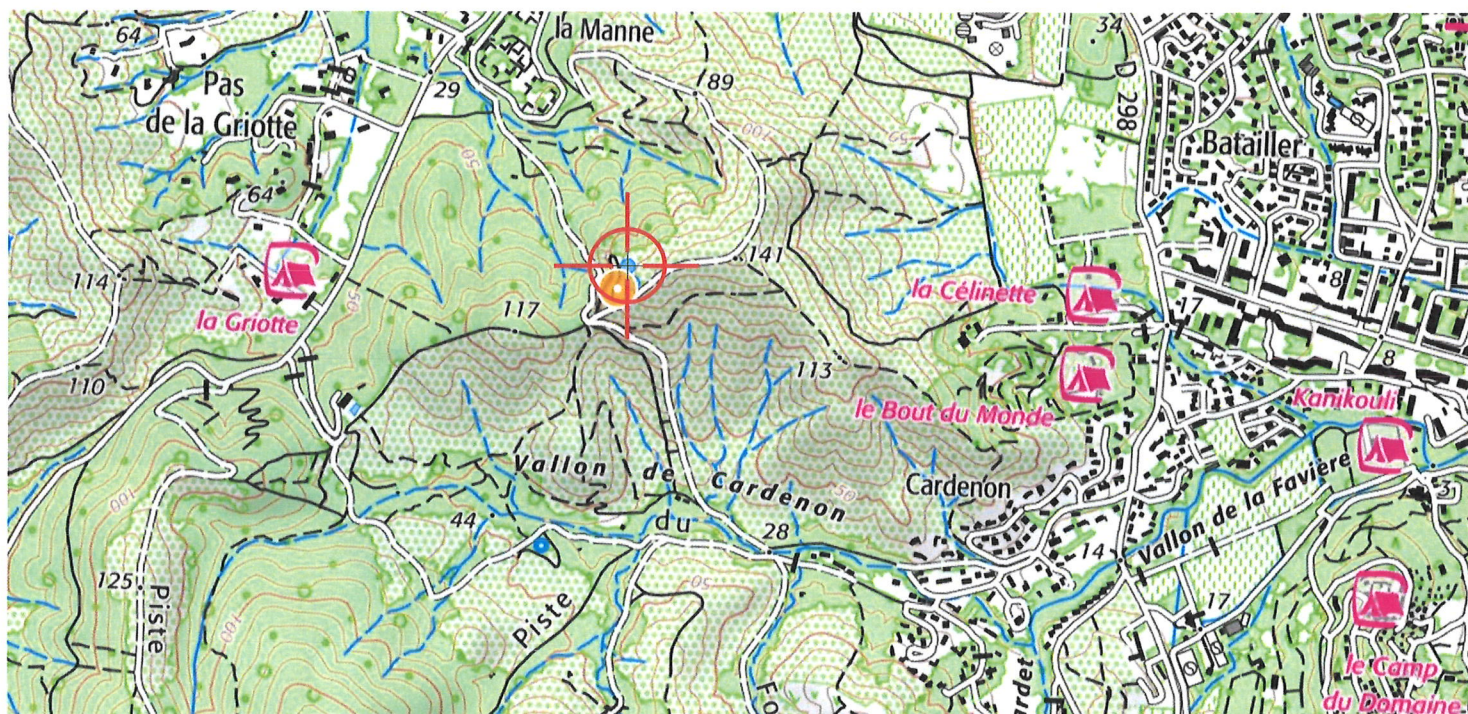 64
la Manne
34
Pas
de la Griotte
29
89
D 298
100
50
Batailler
50
64
114
141
la Célinette
17
8
la Griotte
50
117
8
110
113
le Bout du Monde
Kanikouli
Vallon de Cardenon
50
Cardenon
100
44
du
28
Vallon de la Favière
31
14
125
50
17
Piste
Piste
100
le Camp
du Domaine